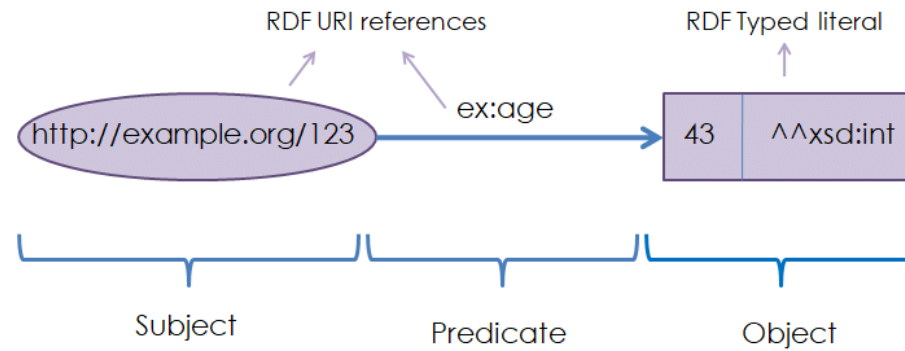 RDF URI references
RDF Typed literal
http://example.org/123
ex:age
43
^^xsd:int
Subject
Predicate
Object